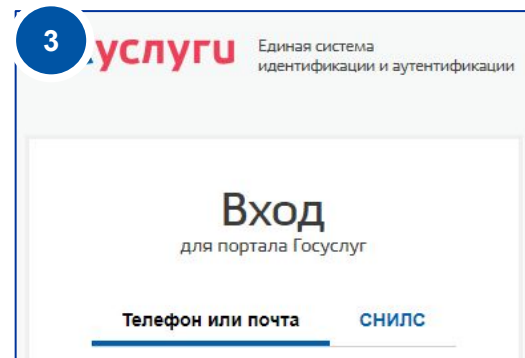 3
услуги
Единая система
идентификации и аутентификации
Вход
для портала Госуслуг
Телефон или почта СНИЛС